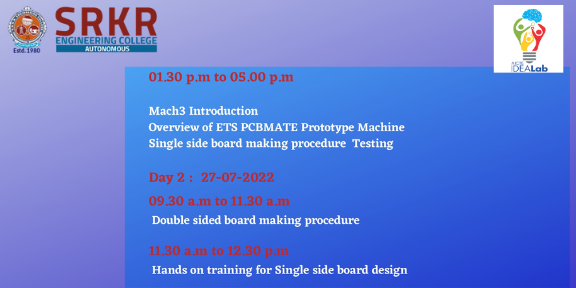 SRKR
ENGINEERING COLLEGE
AUTONOMOUS
Estd. 1980
IDEALab
01.30 p.m to 05.00 p.m
Mach3 Introduction
Overview of ETS PCBMATE Prototype Machine
Single side board making procedure Testing
Day 2 : 27-07-2022
09.30 a.m to 11.30 a.m
Double sided board making procedure
11.30 a.m to 12.30 p.m
Hands on training for Single side board design